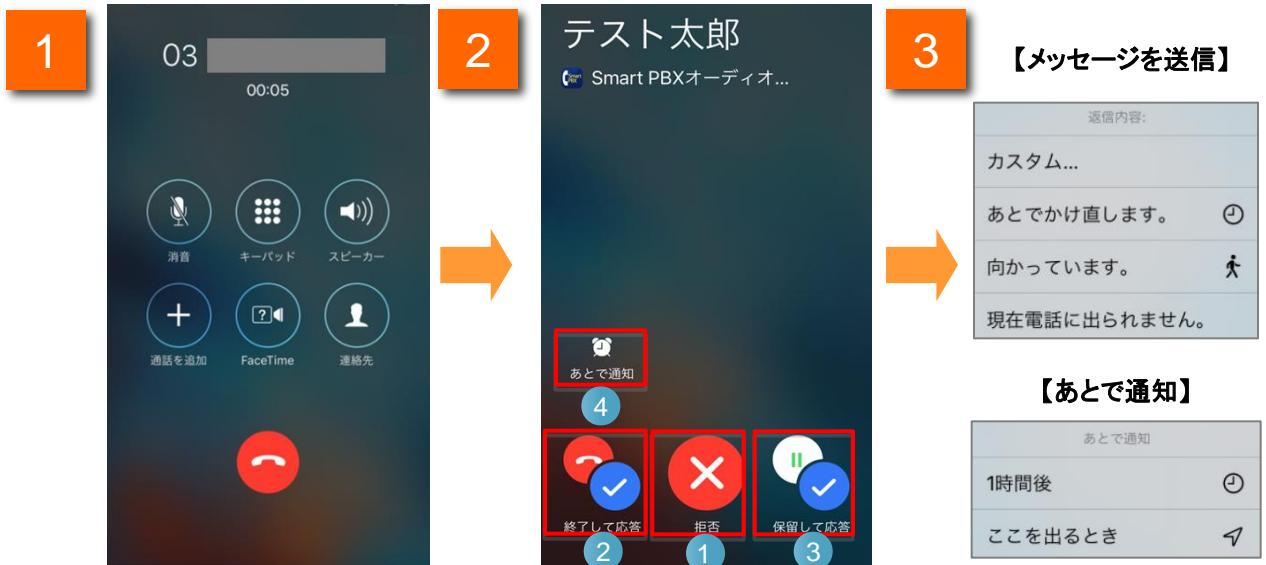 1
03
00:05
消音
キーパッド
スピーカー
通話を追加
FaceTime
連絡先
2
テスト太郎
Smart PBXオーディオ...
あとで通知
4
終了して応答
拒否
保留して応答
2
1
3
3
【メッセージを送信】
返信内容:
カスタム...
あとでかけ直します。
向かっています。
現在電話に出られません。
【あとで通知】
あとで通知
1時間後
ここを出るとき